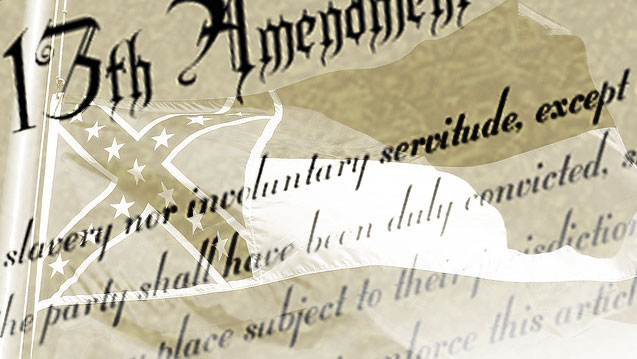 13th Amendment
servitude, except
slavery nor involuntary
the party shall have been duly convicted, s
place subject to their jurisdiction
enforce this article